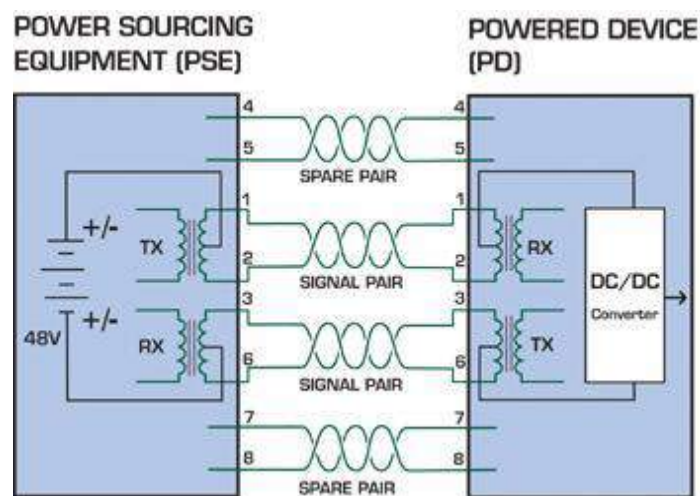 POWER SOURCING
EQUIPMENT (PSE)
POWERED DEVICE
(PD)
4
4
5
5
SPARE PAIR
1
1
+/-
TX
RX
2
2
SIGNAL PAIR
DC/DC
Converter
3
3
+/-
48V
RX
TX
6
6
SIGNAL PAIR
7
7
8
8
SPARE PAIR